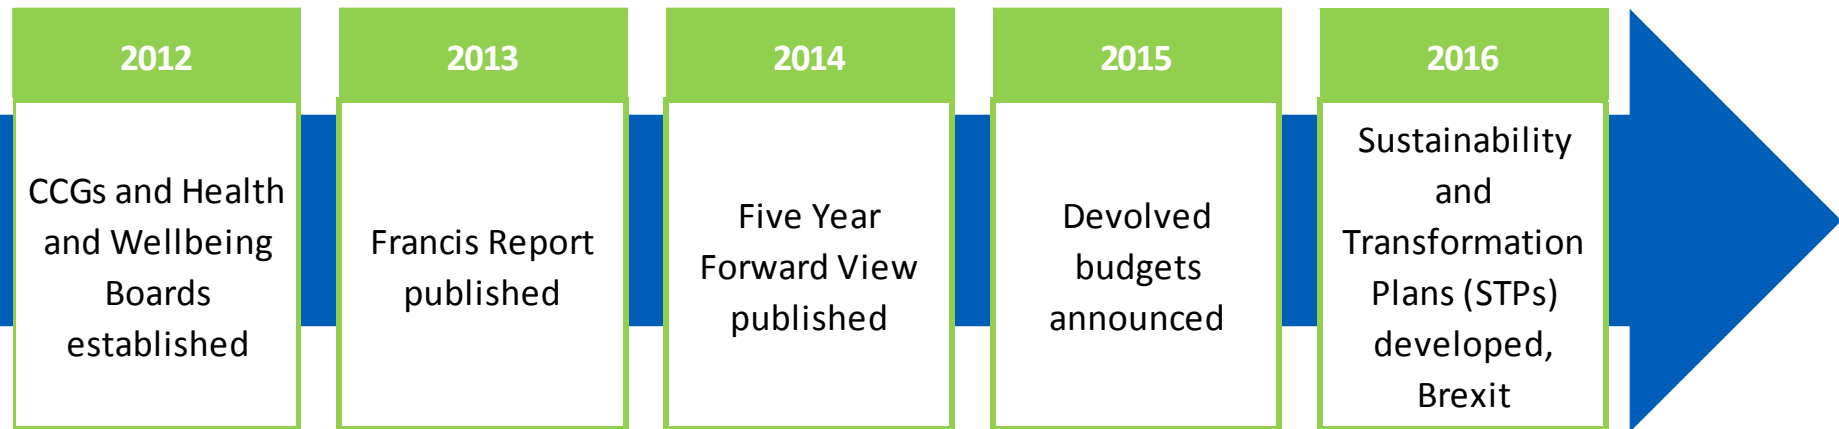 2012
CCGs and Health
and Wellbeing
Boards
established
2013
Francis Report
published
2014
Five Year
Forward View
published
2015
Devolved
budgets
announced
2016
Sustainability
and
Transformation
Plans (STPs)
developed,
Brexit